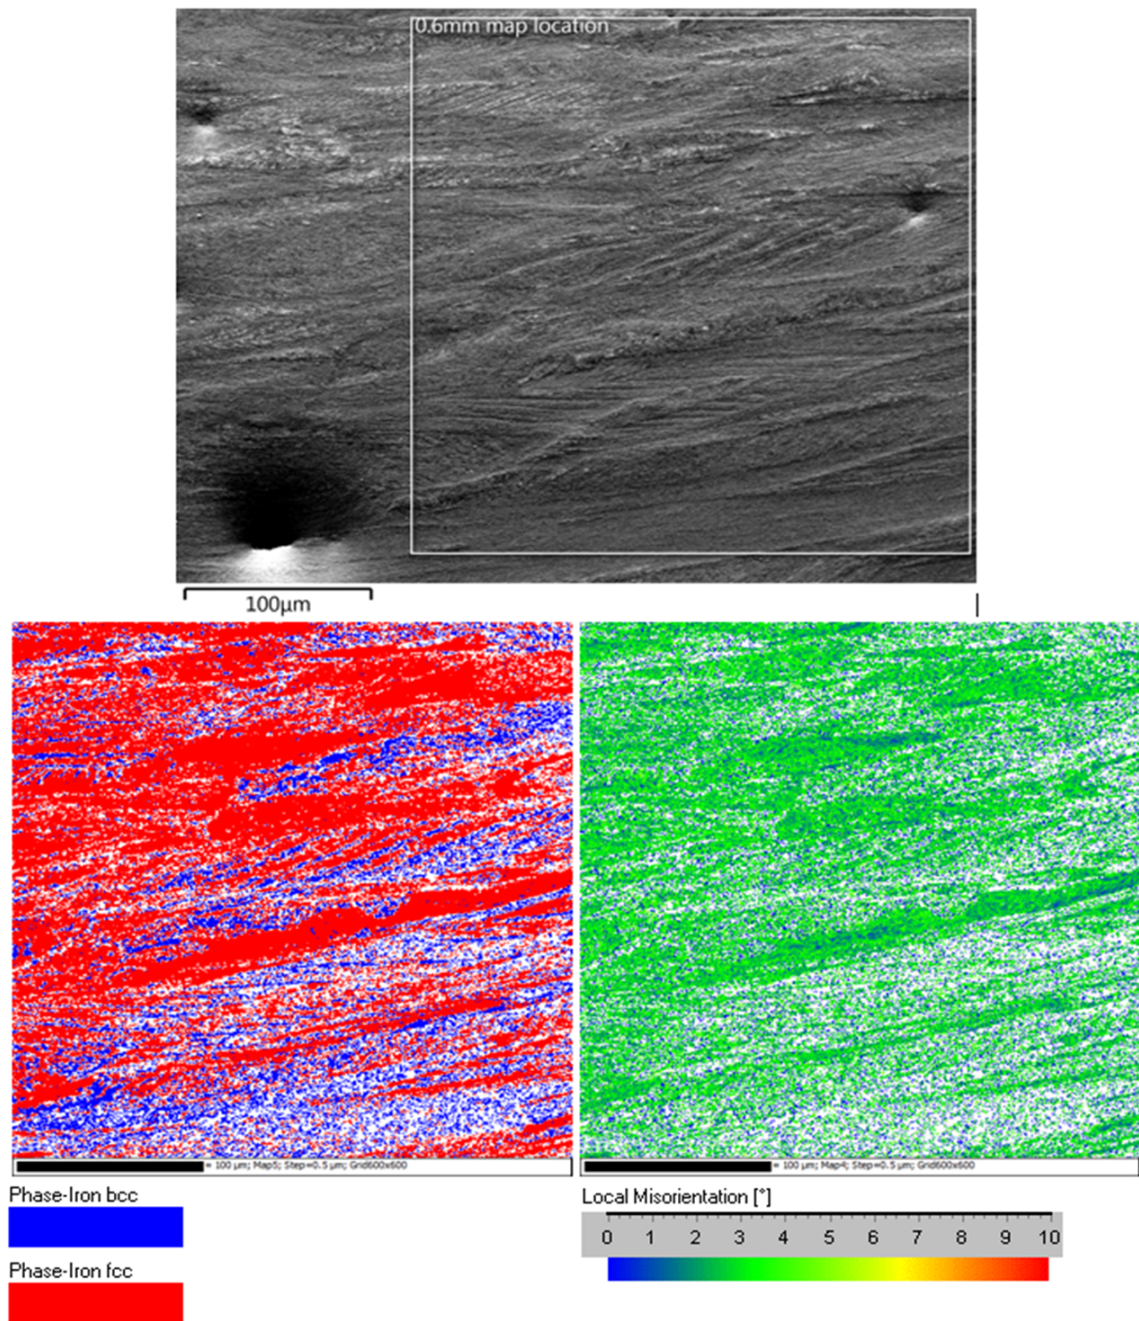 0.6mm map location
100µm
= 100 µm; Map5; Step=0.5 µm; Grid600x600
= 100 µm; Map4; Step=0.5 µm; Grid600x600
Phase-Iron bcc
Phase-Iron fcc
Local Misorientation [°]
0 1 2 3 4 5 6 7 8 9 10